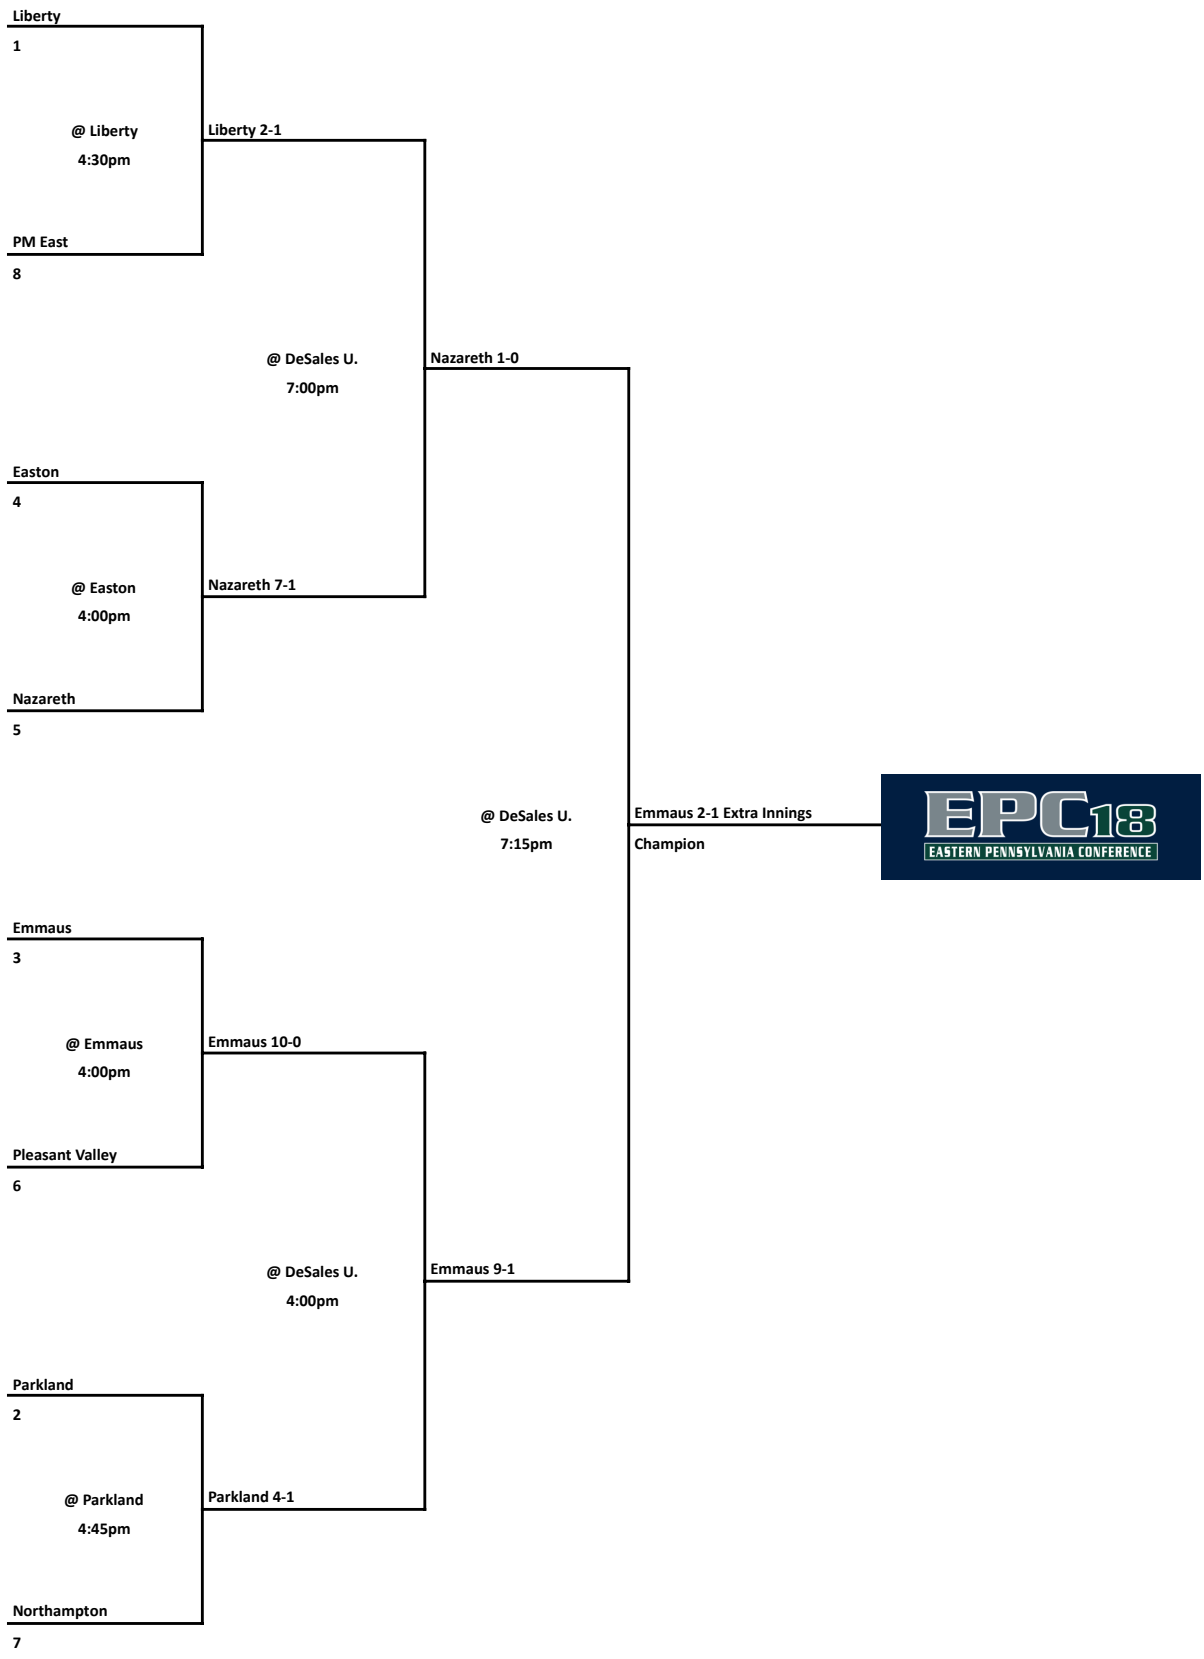 Liberty
1
@ Liberty
4:30pm
Liberty 2-1
PM East
8
@ DeSales U.
7:00pm
Nazareth 1-0
Easton
4
@ Easton
4:00pm
Nazareth 7-1
Nazareth
5
@ DeSales U.
7:15pm
Emmaus 2-1 Extra Innings
Champion
EPC18
EASTERN PENNSYLVANIA CONFERENCE
Emmaus
3
@ Emmaus
4:00pm
Emmaus 10-0
Pleasant Valley
6
@ DeSales U.
4:00pm
Emmaus 9-1
Parkland
2
@ Parkland
4:45pm
Parkland 4-1
Northampton
7